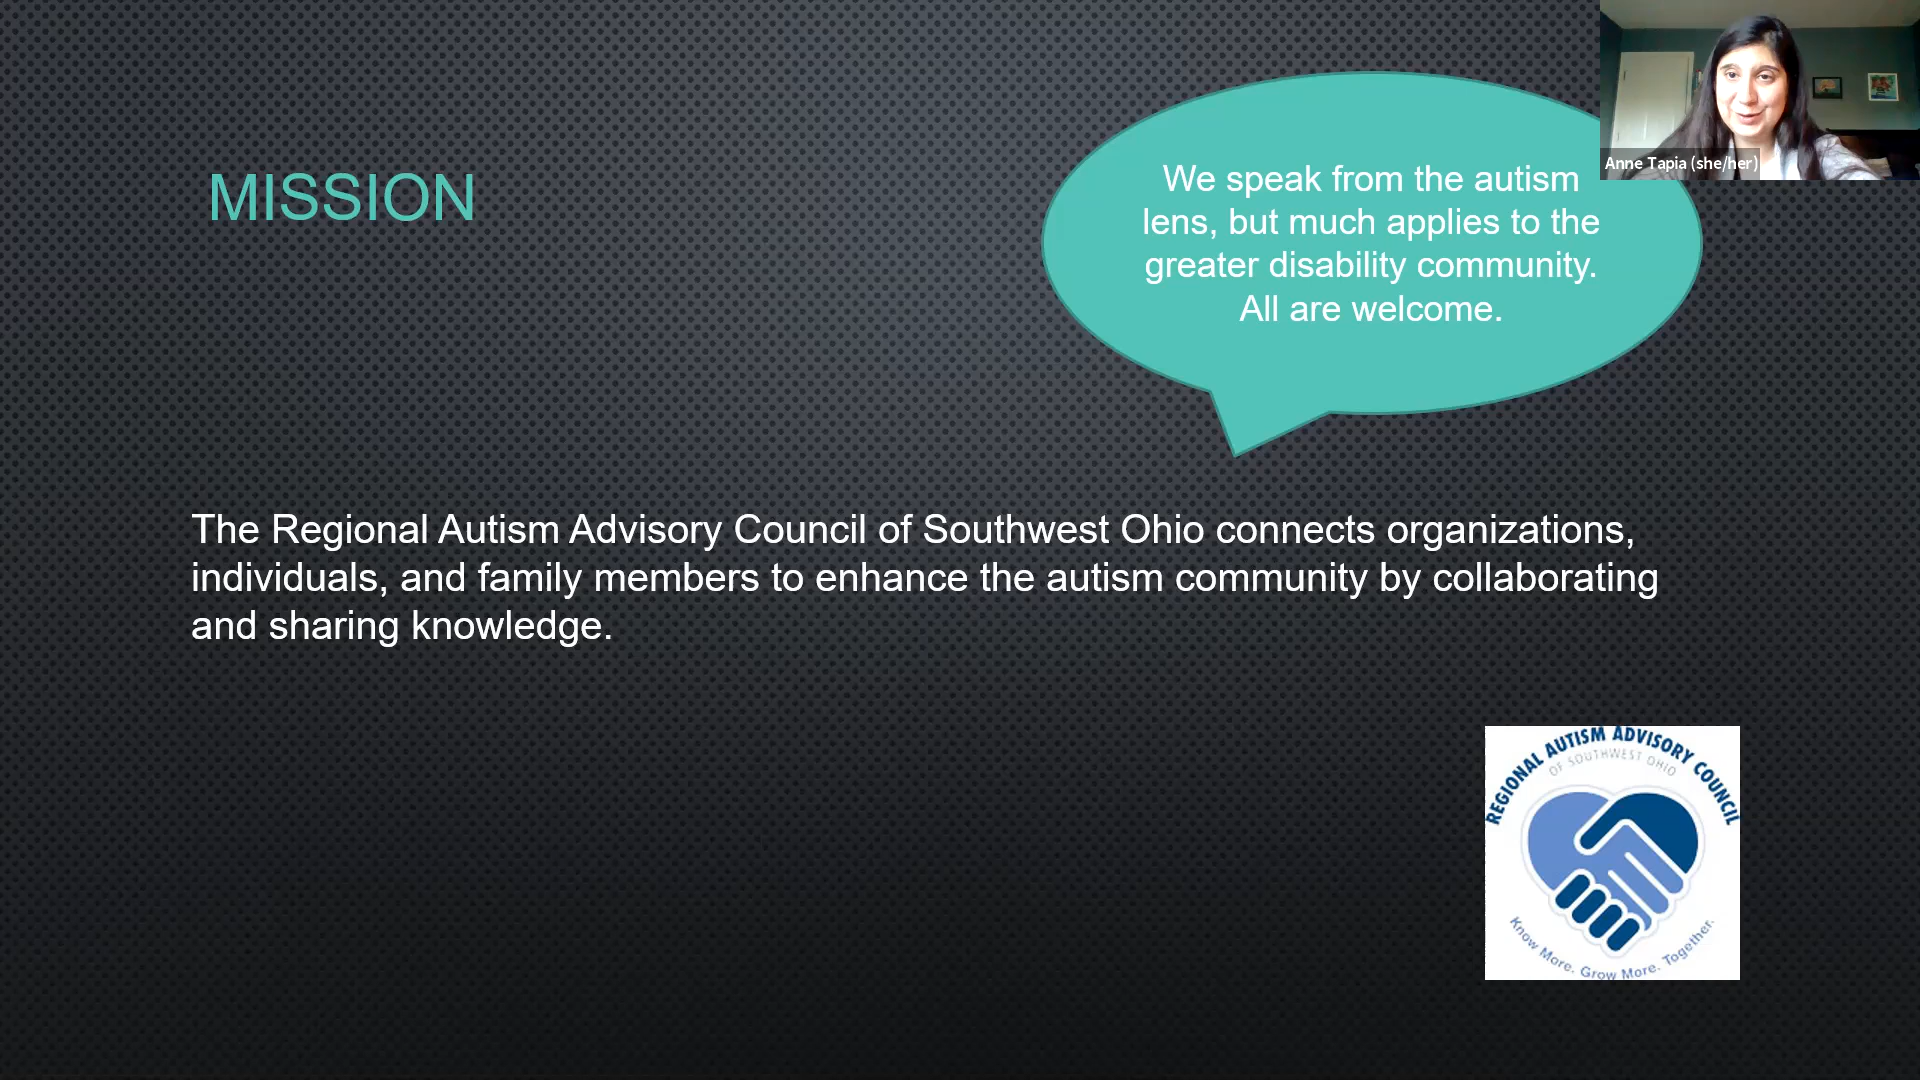 MISSION
We speak from the autism
lens, but much applies to the
greater disability community.
All are welcome.
Anne Tapia (she/her)
The Regional Autism Advisory Council of Southwest Ohio connects organizations,
individuals, and family members to enhance the autism community by collaborating
and sharing knowledge.
REGIONAL AUTISM ADVISORY COUNCIL
OF SOUTHWEST OHIO
Know More. Grow More. Together.